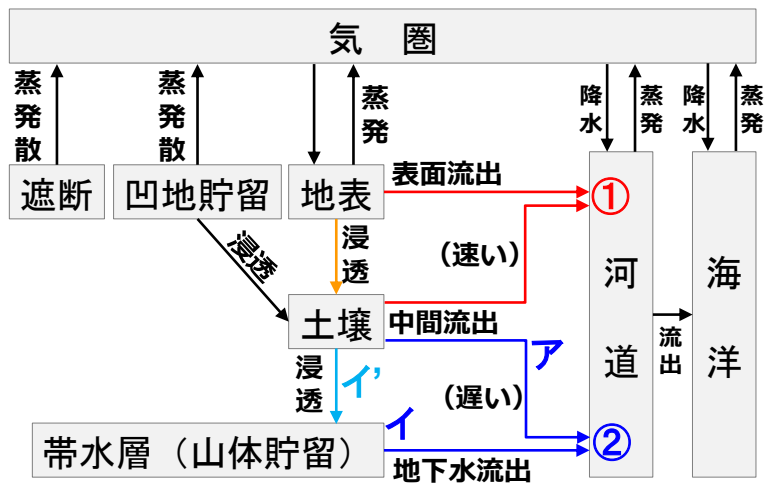 気 圏
蒸発散
蒸発散
蒸発
降水
蒸発
降水
蒸発
遮断
凹地貯留
地表
表面流出
①
浸透
浸透
（速い）
河道
海洋
土壌
中間流出
ア
流出
浸透
イ’
（遅い）
イ
②
帯水層（山体貯留）
地下水流出